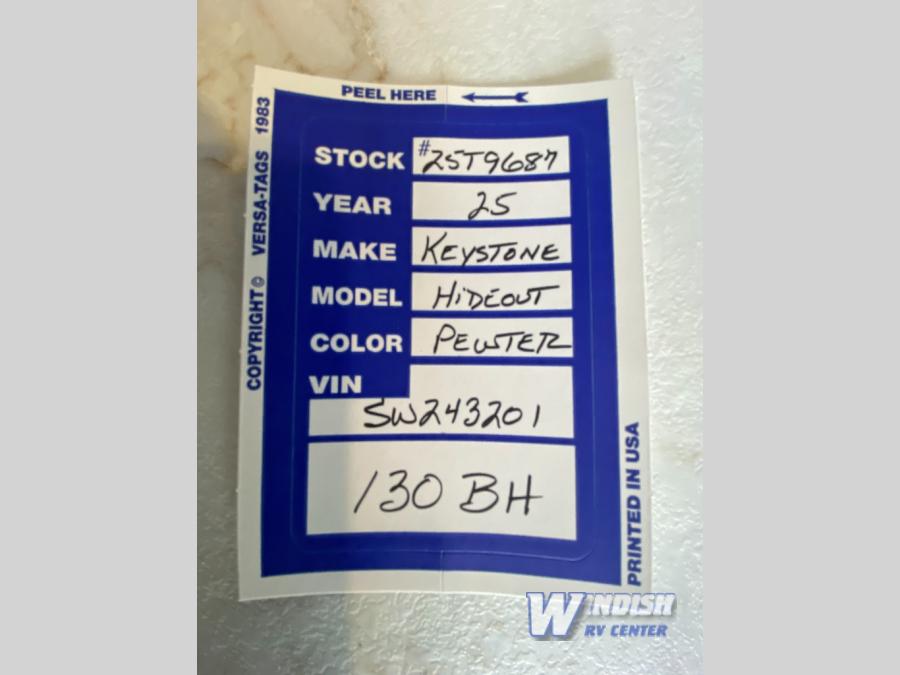 PEEL HERE
COPYRIGHT © VERSA-TAGS 1983
STOCK #25T9687
YEAR 25
MAKE KEYSTONE
MODEL HiDEOUT
COLOR PEWTER
VIN
SW243201
130 BH
PRINTED IN USA
WINDISH
RV CENTER